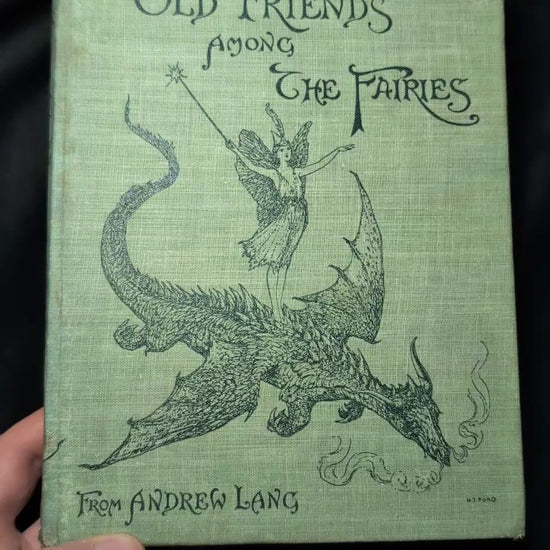 OLD FRIENDS
AMONG
THE FAIRIES
FROM ANDREW LANG
H·J·FORD